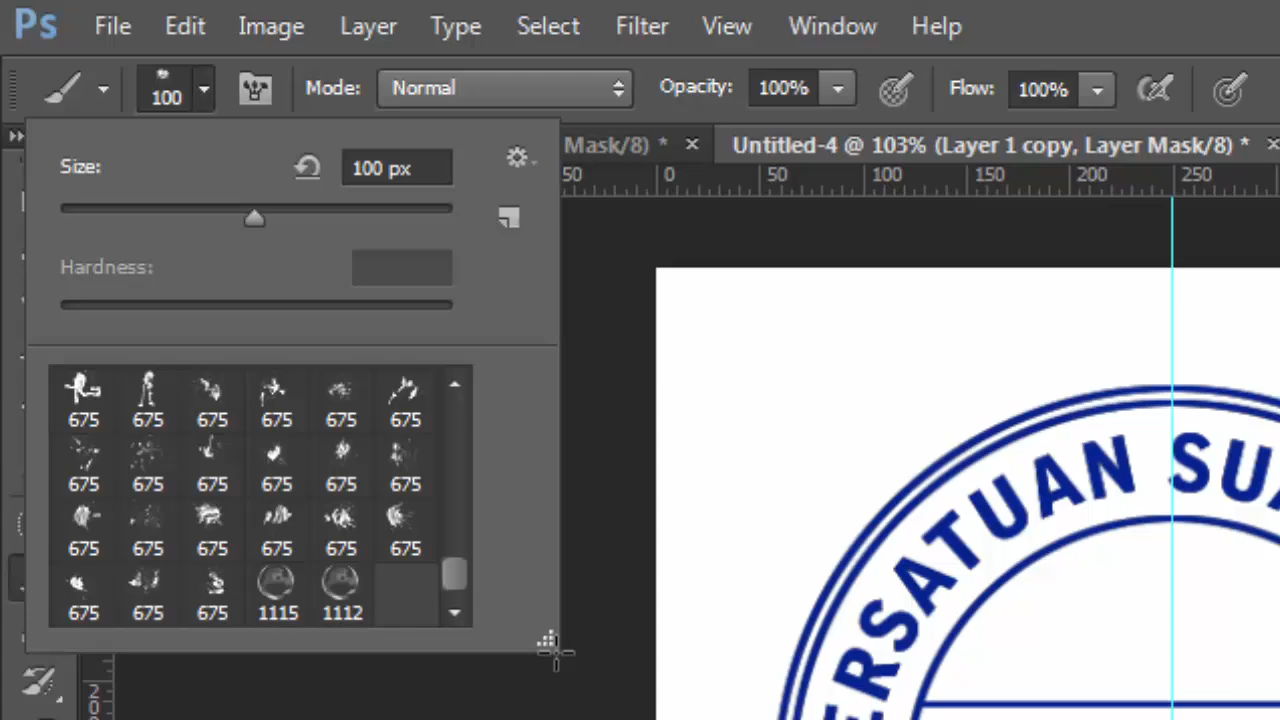 Ps File Edit Image Layer Type Select Filter View Window Help
100 Mode: Normal Opacity: 100% Flow: 100%
Mask/8) * × Untitled-4 @ 103% (Layer 1 copy, Layer Mask/8) * ×
50 0 50 100 150 200 250
Size: 100 px
Hardness:
675 675 675 675 675 675
675 675 675 675 675 675
675 675 675 675 675 675
675 675 675 1115 1112
ERSATUAN SU
2
0